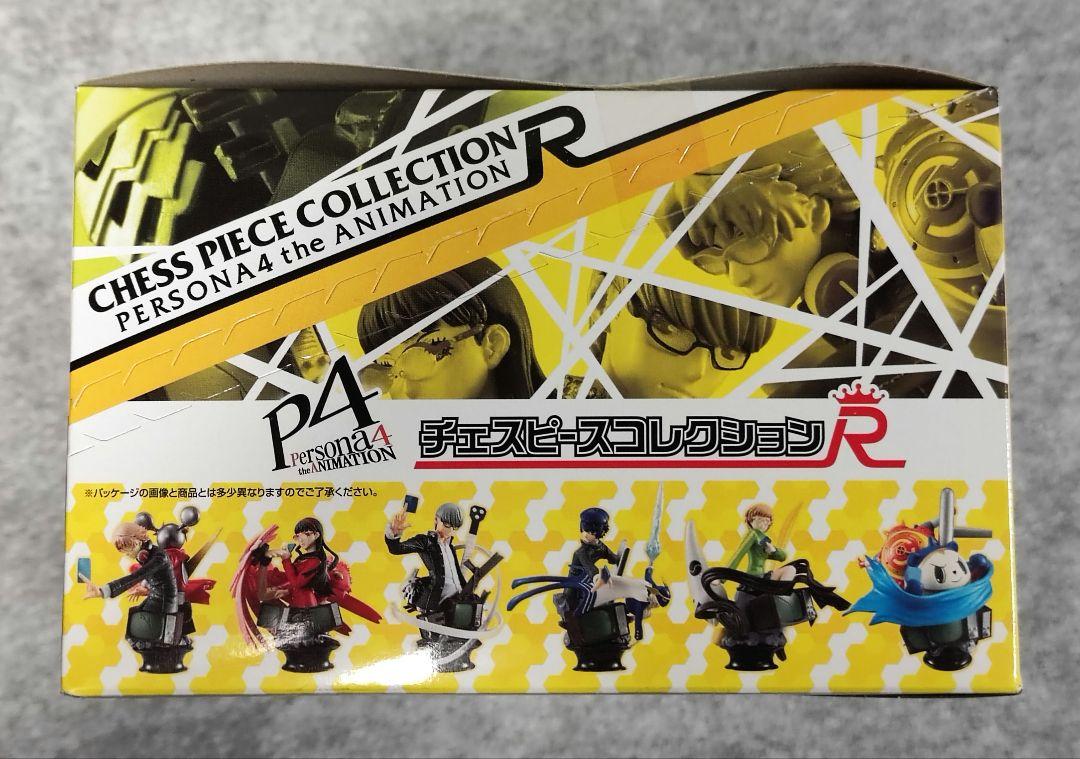 CHESS PIECE COLLECTION R
PERSONA4 the ANIMATION
P4
Persona4
the ANIMATION
チェスピースコレクションR
※パッケージの画像と商品とは多少異なりますのでご了承ください。